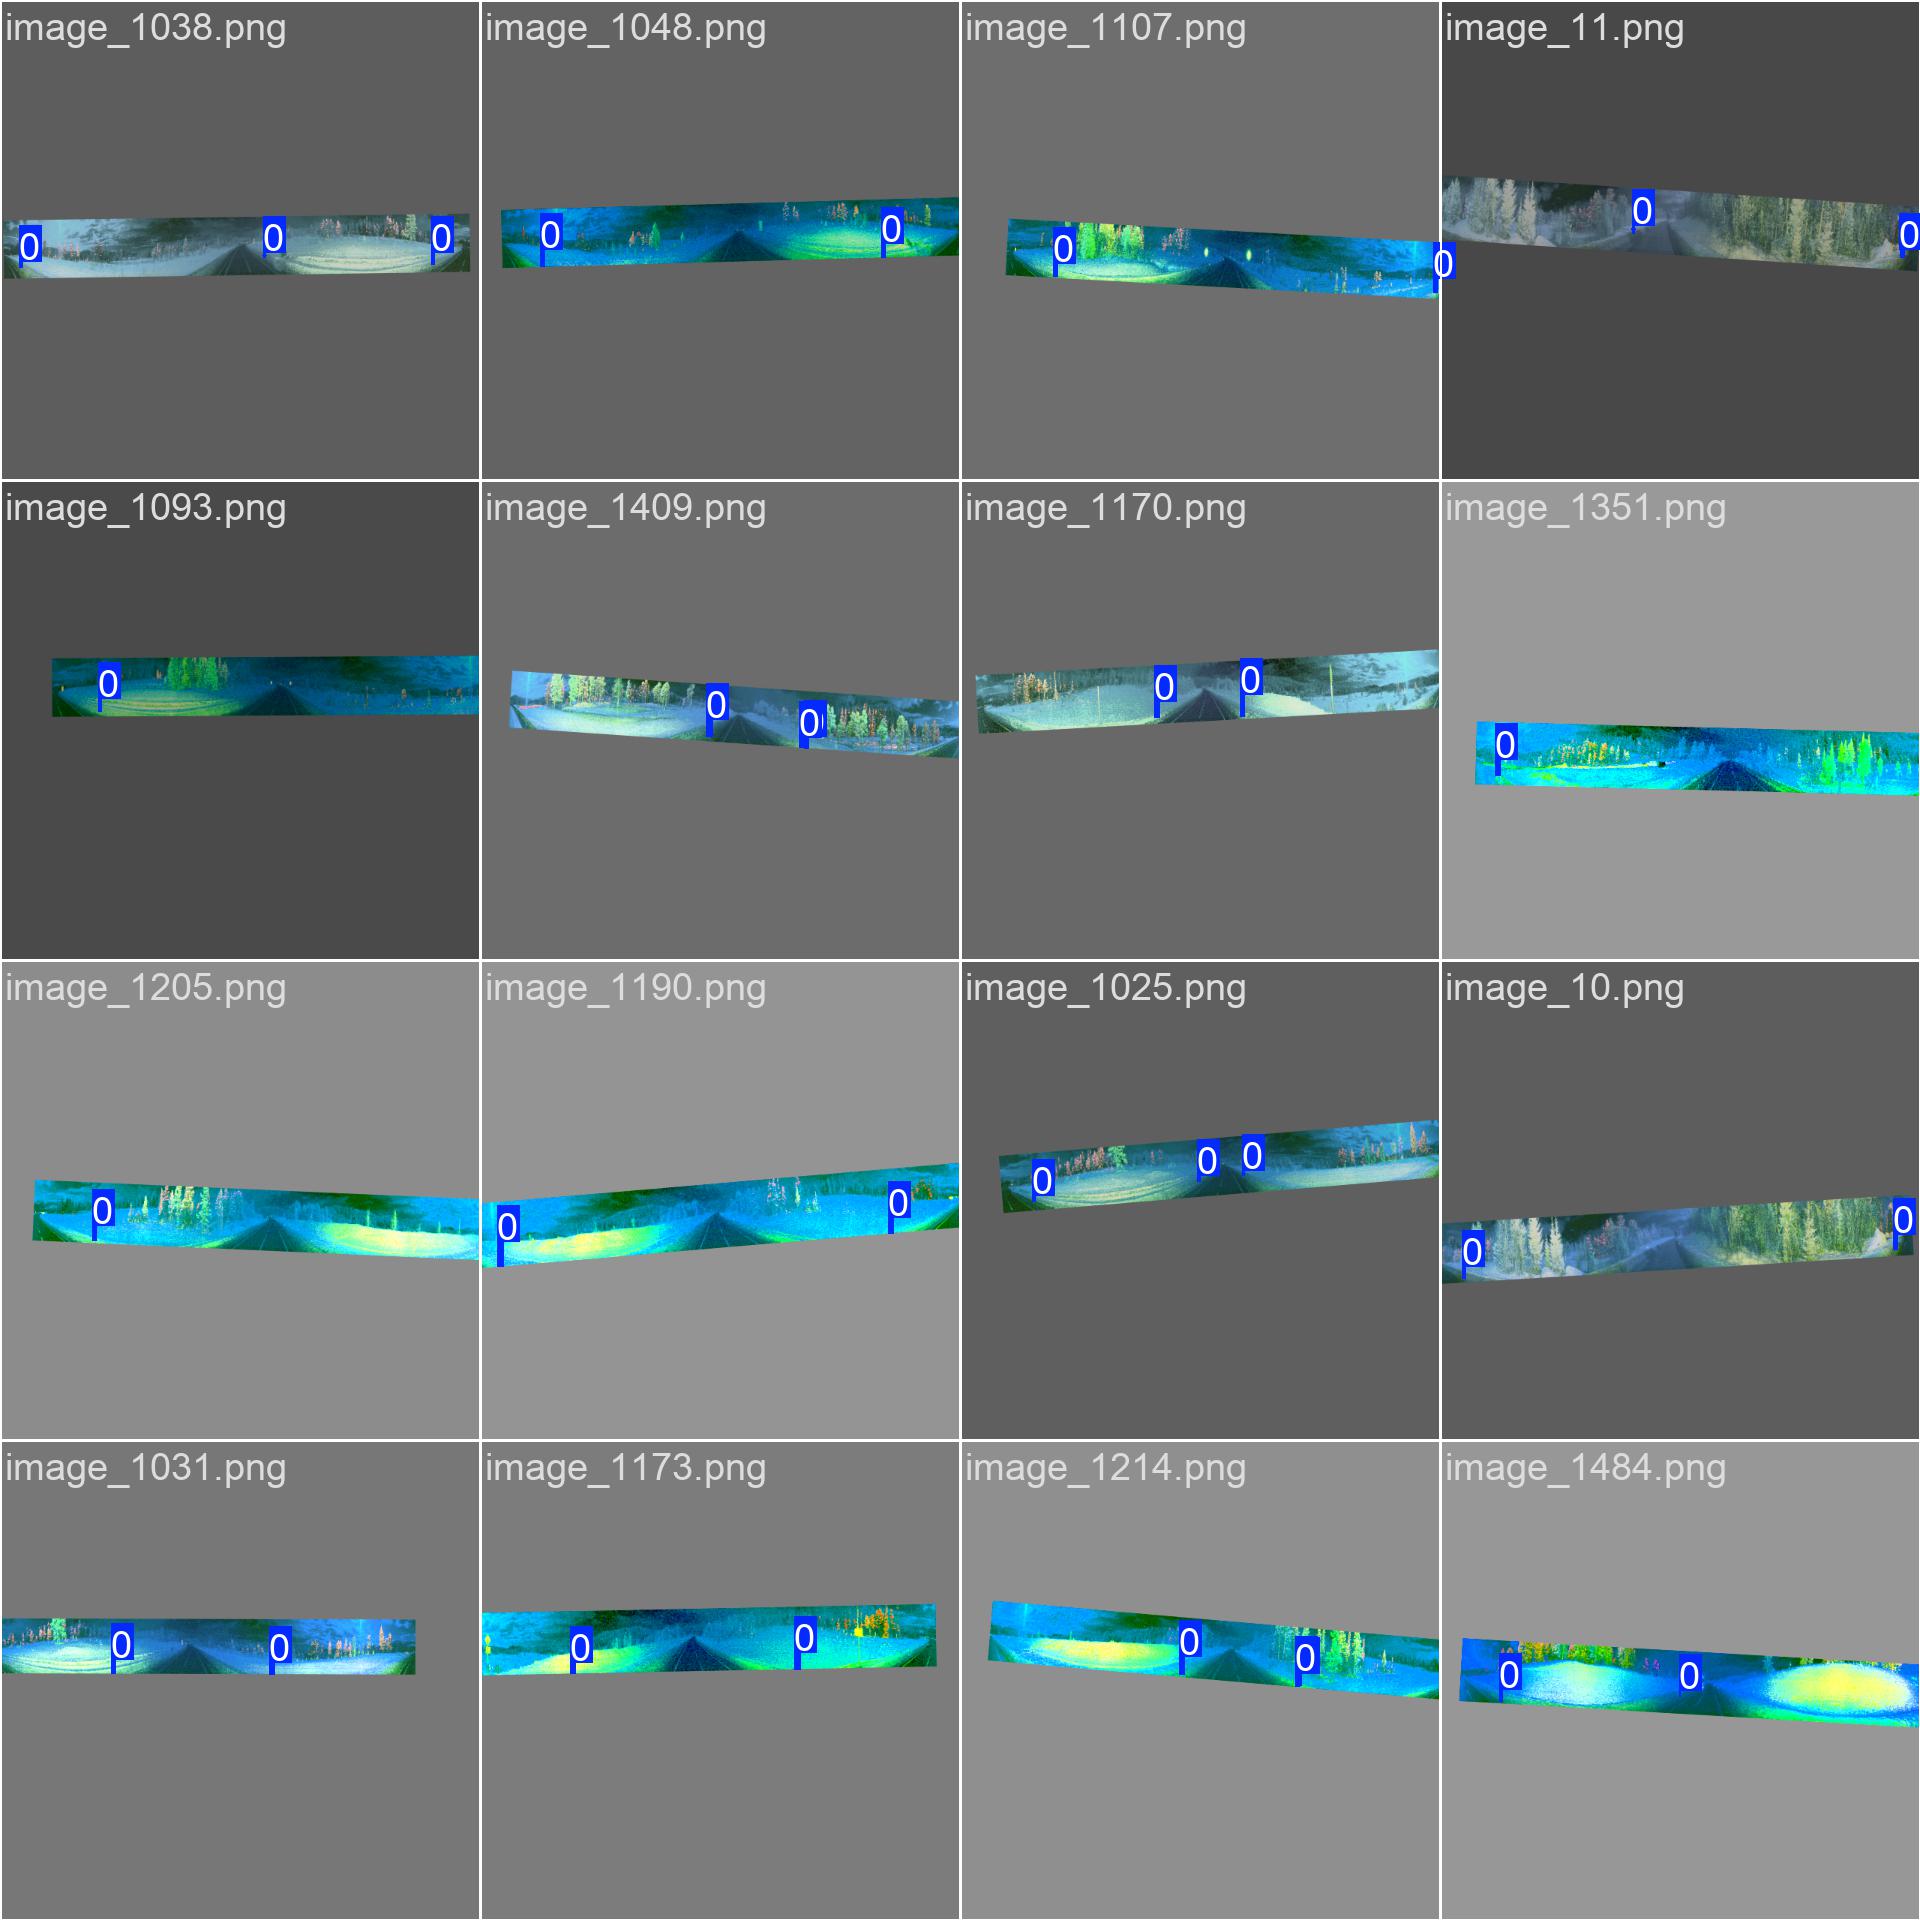 image_1038.png
image_1048.png
image_1107.png
image_11.png
0 0 0
0 0
0 0
0 0
image_1093.png
image_1409.png
image_1170.png
image_1351.png
0
0 0
0 0
0
image_1205.png
image_1190.png
image_1025.png
image_10.png
0
0 0
0 0 0
0 0
image_1031.png
image_1173.png
image_1214.png
image_1484.png
0 0
0 0
0 0
0 0